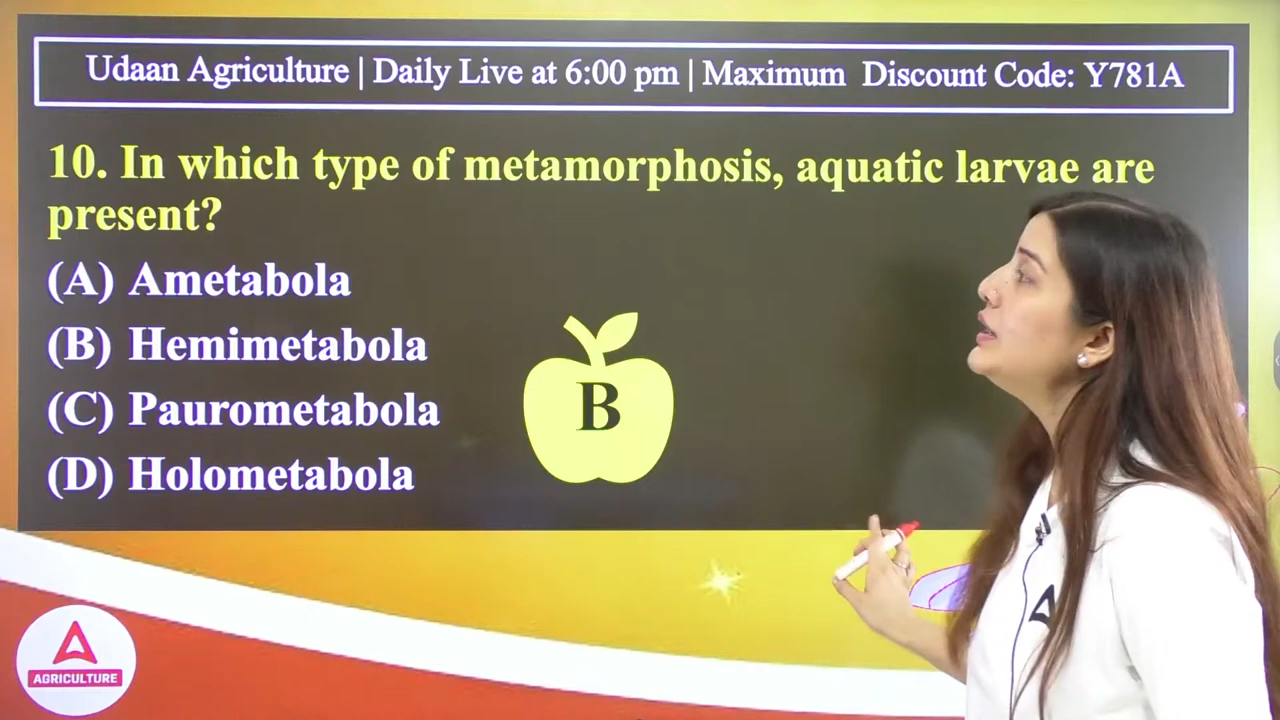 Udaan Agriculture | Daily Live at 6:00 pm | Maximum Discount Code: Y781A
10. In which type of metamorphosis, aquatic larvae are
present?
(A) Ametabola
(B) Hemimetabola
(C) Paurometabola
(D) Holometabola
B
A
AGRICULTURE